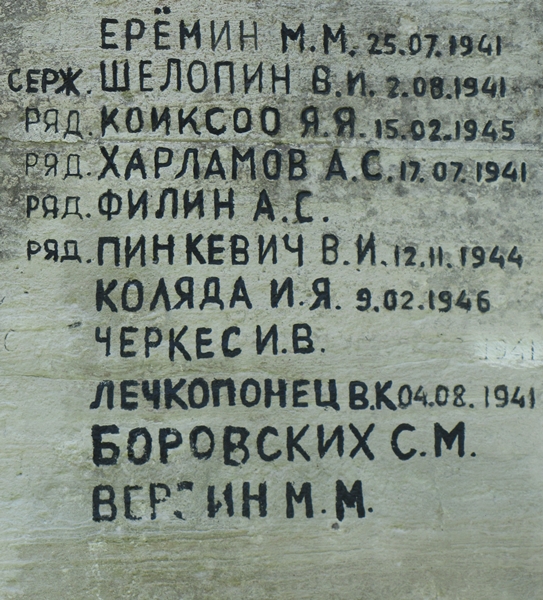 ЕРЁМИН М.М. 25.07.1941
СЕРЖ. ШЕЛОПИН В.И. 2.08.1941
РЯД. КОИКСОО Я.Я. 15.02.1945
РЯД. ХАРЛАМОВ А.С. 17.07.1941
РЯД. ФИЛИН А.С.
РЯД. ПИНКЕВИЧ В.И. 12.11.1944
КОЛЯДА И.Я. 9.02.1946
ЧЕРКЕС И.В.
1941
ЛЕЧКОПОНЕЦ В.К 04.08.1941
БОРОВСКИХ С.М.
М.М.